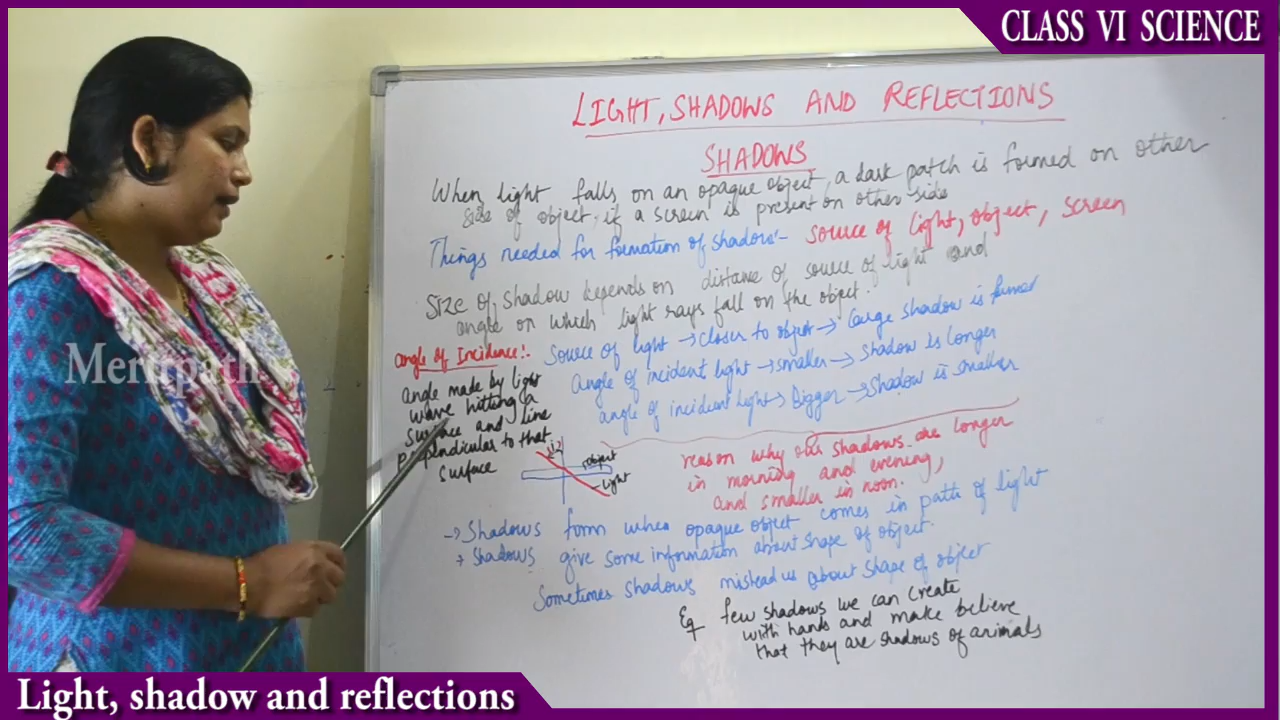 CLASS VI SCIENCE
LIGHT, SHADOWS AND REFLECTIONS
SHADOWS
When light falls on an opaque object, a dark patch is formed on other
side of object, if a screen is present on other side
Things needed for formation of shadow:- source of light, object, screen
Size of shadow depends on distance of source of light and
angle on which light rays fall on the object.
Source of light → closer to object → large shadow is formed
angle of incident light → smaller → shadow is longer
angle of incident light → Bigger → shadow is smaller
angle of Incidence:-
angle made by light
wave hitting a
surface and line
perpendicular to that
surface
object
light
reason why our shadows are longer
in morning and evening,
and smaller in noon.
→ Shadows form when opaque object comes in path of light
→ Shadows give some information about shape of object.
Sometimes shadows mislead us about shape of object
Eg few shadows we can create
with hands and make believe
that they are shadows of animals
Meritpath
Light, shadow and reflections